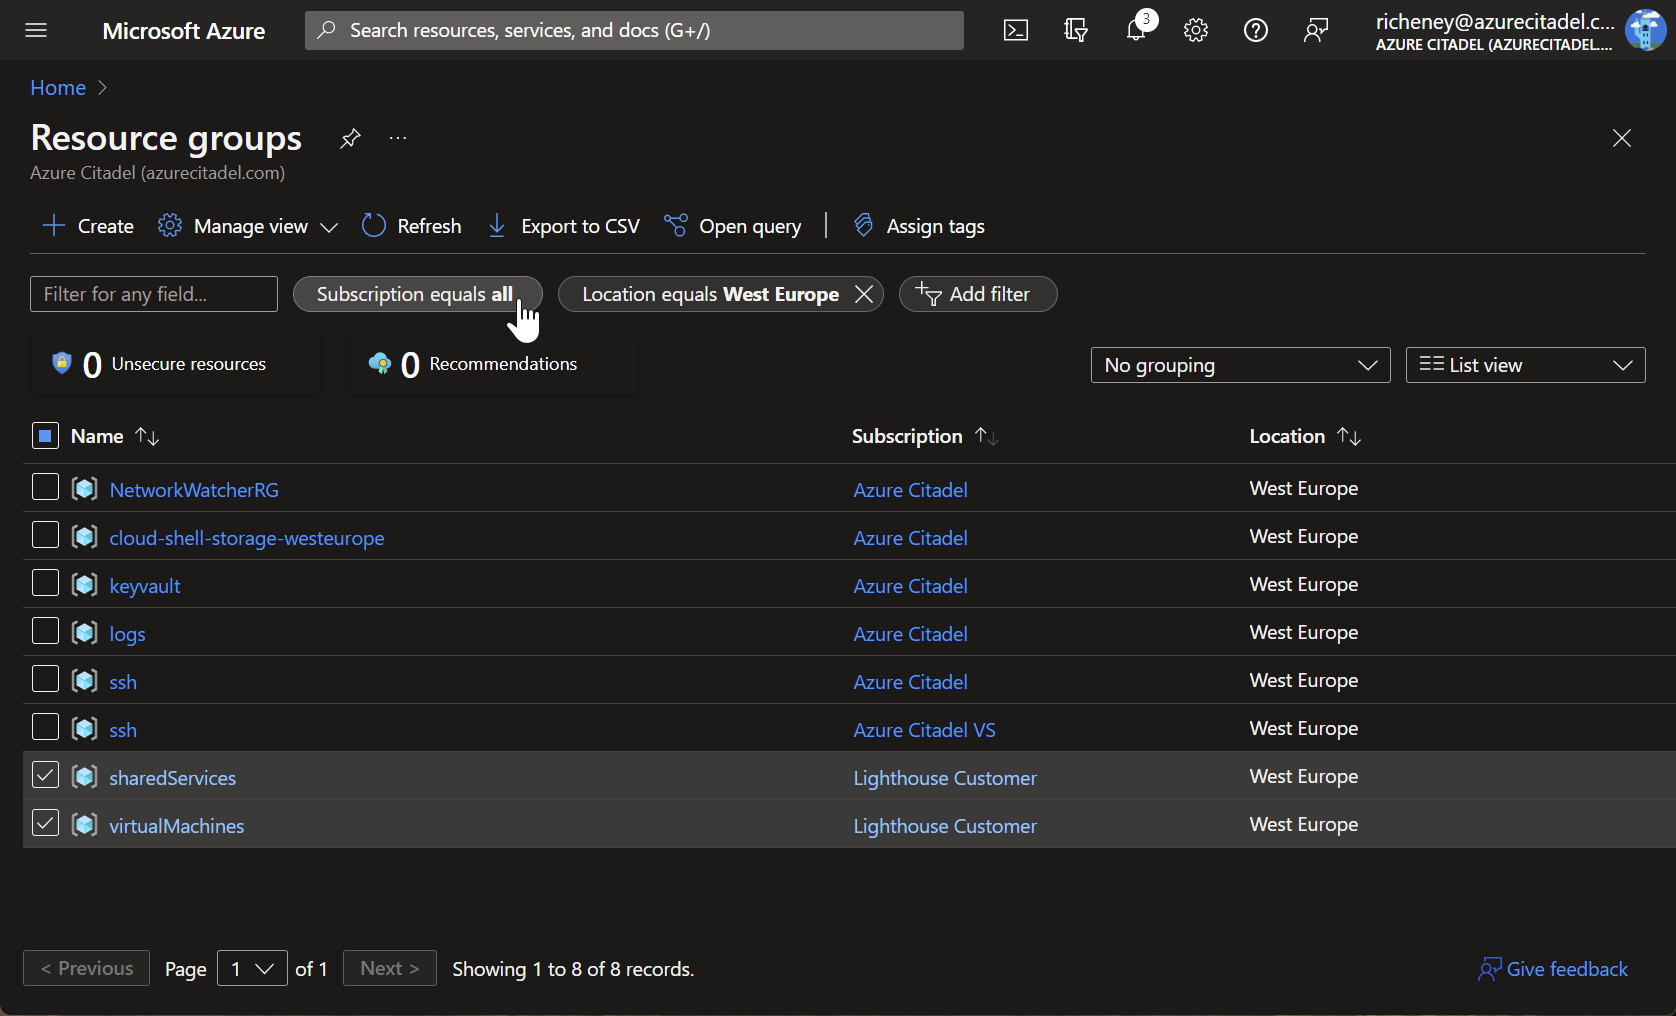 Microsoft Azure
Search resources, services, and docs (G+/)
3
richeney@azurecitadel.c...
AZURE CITADEL (AZURECITADEL....
Home
Resource groups
...
Azure Citadel (azurecitadel.com)
Create
Manage view
Refresh
Export to CSV
Open query
Assign tags
Filter for any field...
Subscription equals all
Location equals West Europe
Add filter
0 Unsecure resources
0 Recommendations
No grouping
List view
Name Subscription Location
NetworkWatcherRG Azure Citadel West Europe
cloud-shell-storage-westeurope Azure Citadel West Europe
keyvault Azure Citadel West Europe
logs Azure Citadel West Europe
ssh Azure Citadel West Europe
ssh Azure Citadel VS West Europe
sharedServices Lighthouse Customer West Europe
virtualMachines Lighthouse Customer West Europe
< Previous Page 1 of 1 Next > Showing 1 to 8 of 8 records.
Give feedback